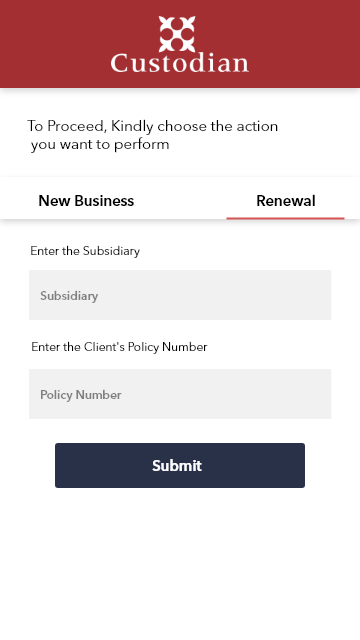 Custodian
To Proceed, Kindly choose the action
you want to perform
New Business
Renewal
Enter the Subsidiary
Subsidiary
Enter the Client's Policy Number
Policy Number
Submit